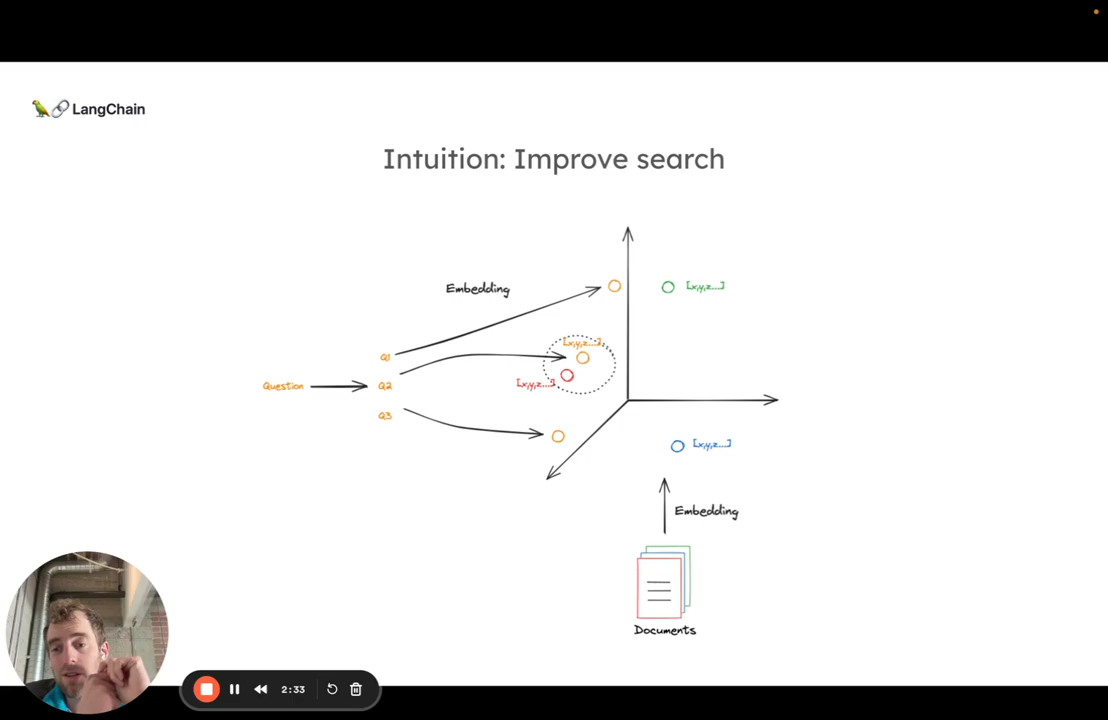 LangChain
Intuition: Improve search
Embedding
[x,y,z...]
[x,y,z...]
Q1
Question
Q2
[x,y,z...]
Q3
[x,y,z...]
Embedding
Documents
2:33